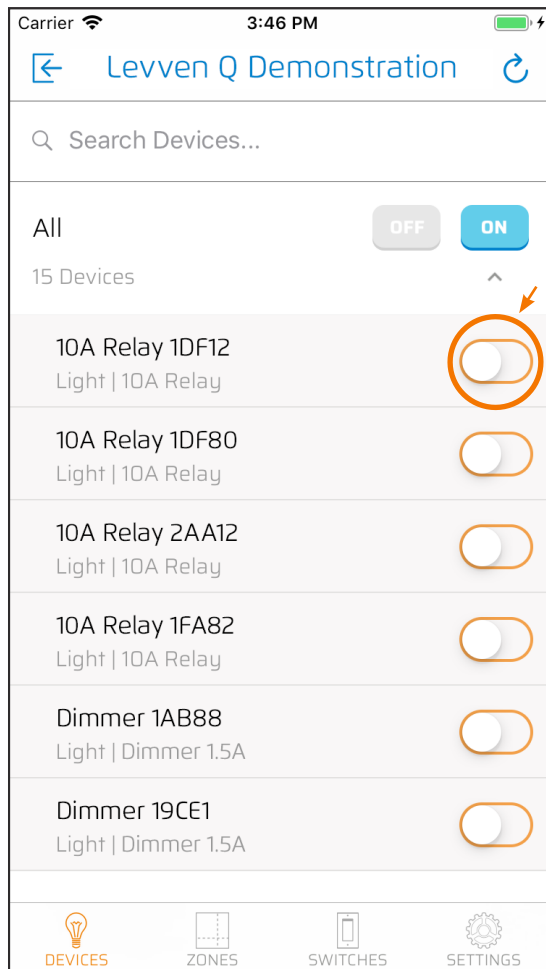 Carrier 3:46 PM
Levven Q Demonstration
Search Devices...
All OFF ON
15 Devices
10A Relay 1DF12
Light | 10A Relay
10A Relay 1DF80
Light | 10A Relay
10A Relay 2AA12
Light | 10A Relay
10A Relay 1FA82
Light | 10A Relay
Dimmer 1AB88
Light | Dimmer 1.5A
Dimmer 19CE1
Light | Dimmer 1.5A
DEVICES ZONES SWITCHES SETTINGS